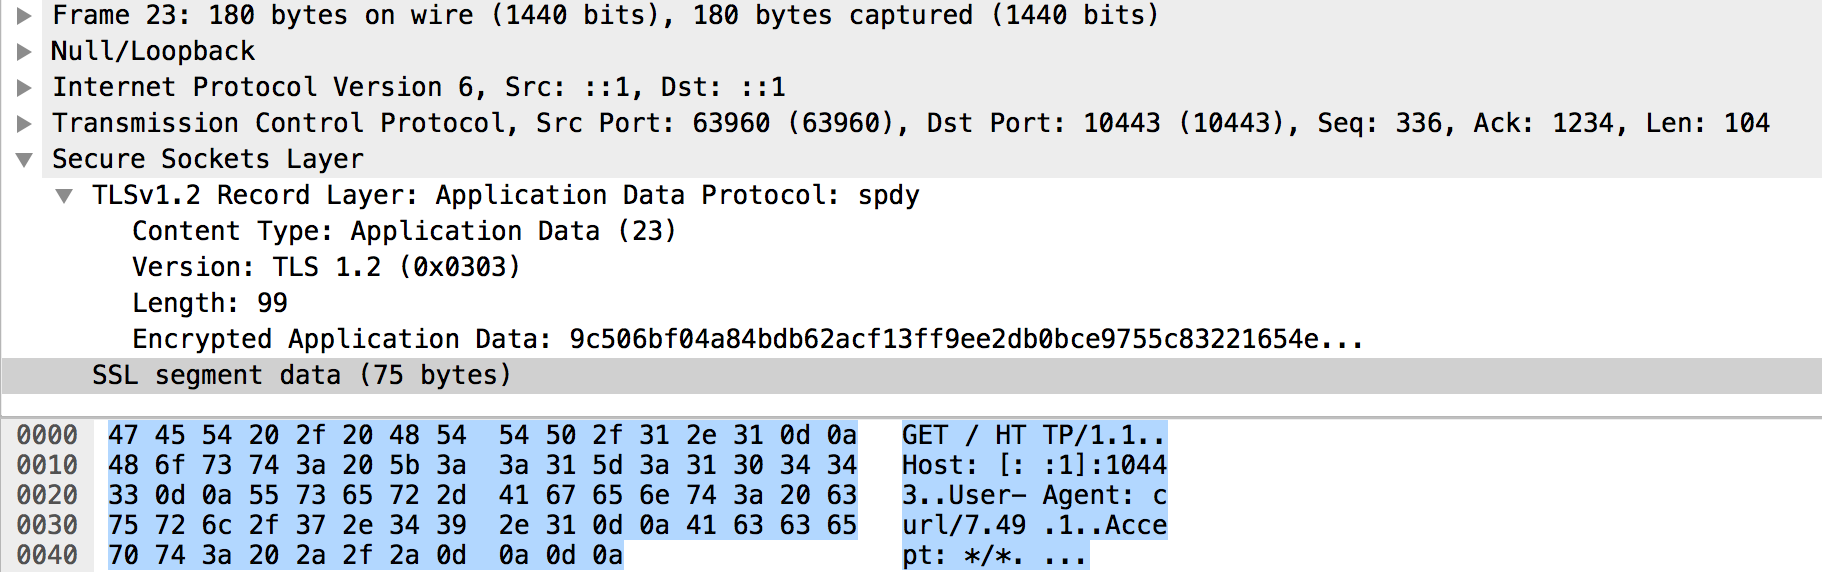 Frame 23: 180 bytes on wire (1440 bits), 180 bytes captured (1440 bits)
Null/Loopback
Internet Protocol Version 6, Src: ::1, Dst: ::1
Transmission Control Protocol, Src Port: 63960 (63960), Dst Port: 10443 (10443), Seq: 336, Ack: 1234, Len: 104
Secure Sockets Layer
TLSv1.2 Record Layer: Application Data Protocol: spdy
Content Type: Application Data (23)
Version: TLS 1.2 (0x0303)
Length: 99
Encrypted Application Data: 9c506bf04a84bdb62acf13ff9ee2db0bce9755c83221654e...
SSL segment data (75 bytes)
0000 47 45 54 20 2f 20 48 54 54 50 2f 31 2e 31 0d 0a GET / HT TP/1.1..
0010 48 6f 73 74 3a 20 5b 3a 3a 31 5d 3a 31 30 34 34 Host: [: :1]:1044
0020 33 0d 0a 55 73 65 72 2d 41 67 65 6e 74 3a 20 63 3..User- Agent: c
0030 75 72 6c 2f 37 2e 34 39 2e 31 0d 0a 41 63 63 65 url/7.49 .1..Acce
0040 70 74 3a 20 2a 2f 2a 0d 0a 0d 0a pt: */*. ...